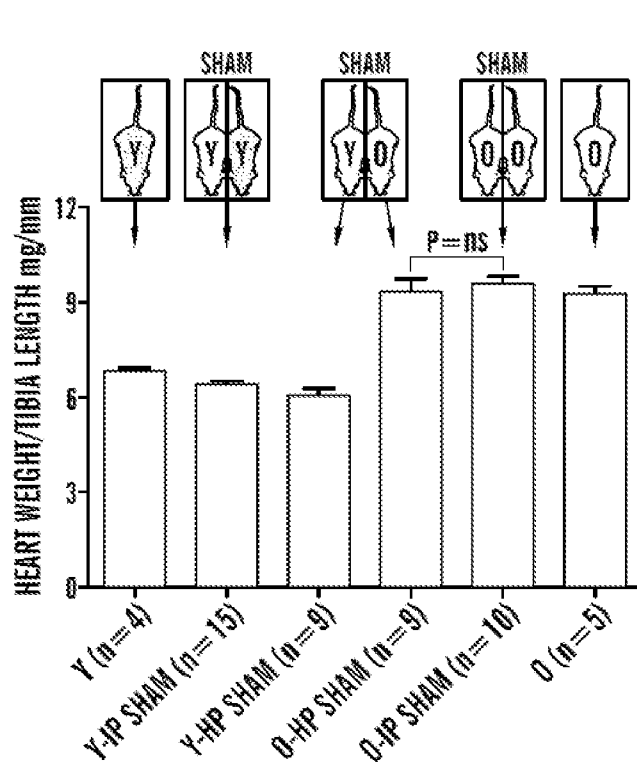 SHAM SHAM SHAM
Y Y Y Y O O O O
P=ns
HEART WEIGHT/TIBIA LENGTH mg/mm
12
9
6
3
0
Y (n=4)
Y-IP SHAM (n=15)
Y-HP SHAM (n=9)
O-HP SHAM (n=9)
O-IP SHAM (n=10)
O (n=5)